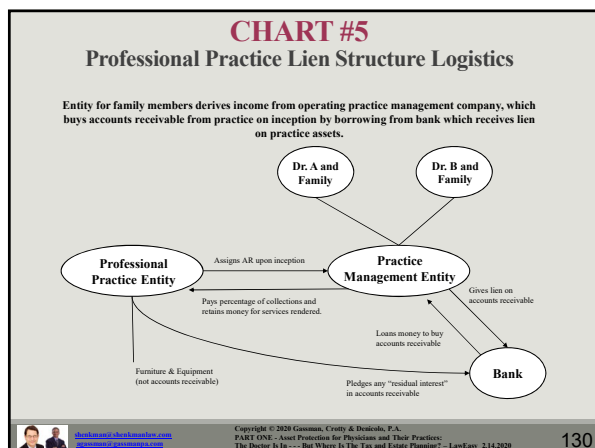 CHART #5
Professional Practice Lien Structure Logistics
Entity for family members derives income from operating practice management company, which
buys accounts receivable from practice on inception by borrowing from bank which receives lien
on practice assets.
Dr. A and
Family
Dr. B and
Family
Professional
Practice Entity
Assigns AR upon inception
Practice
Management Entity
Pays percentage of collections and
retains money for services rendered.
Gives lien on
accounts receivable
Loans money to buy
accounts receivable
Furniture & Equipment
(not accounts receivable)
Pledges any “residual interest”
in accounts receivable
Bank
shenkman@shenkmanlaw.com
agassman@gassmanpa.com
Copyright © 2020 Gassman, Crotty & Denicolo, P.A.
PART ONE - Asset Protection for Physicians and Their Practices:
The Doctor Is In - - - But Where Is The Tax and Estate Planning? – LawEasy 2.14.2020
130